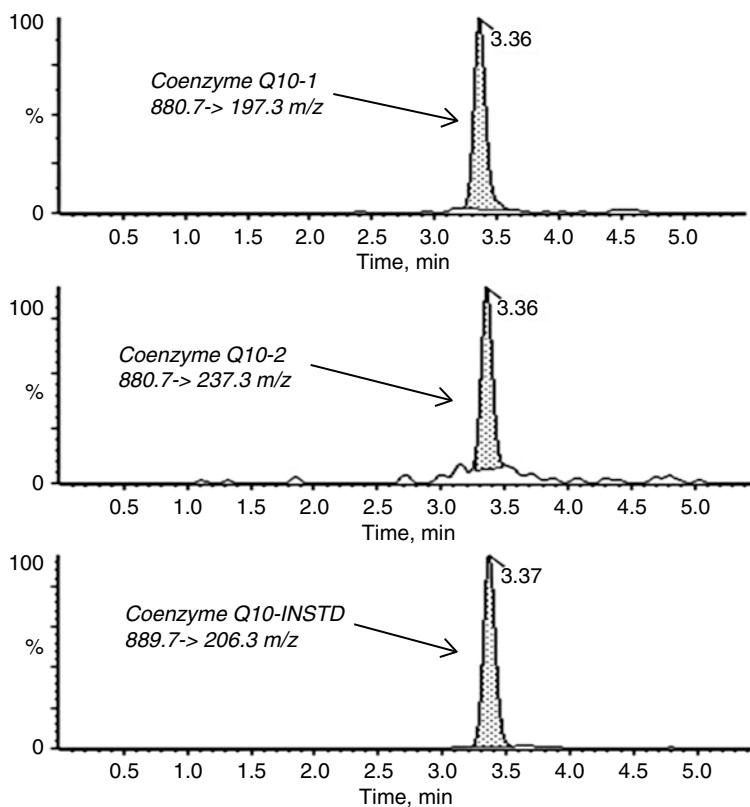 100
3.36
Coenzyme Q10-1
880.7-> 197.3 m/z
%
0
0.5 1.0 1.5 2.0 2.5 3.0 3.5 4.0 4.5 5.0
Time, min
100
3.36
Coenzyme Q10-2
880.7-> 237.3 m/z
%
0
0.5 1.0 1.5 2.0 2.5 3.0 3.5 4.0 4.5 5.0
Time, min
100
3.37
Coenzyme Q10-INSTD
889.7-> 206.3 m/z
%
0
0.5 1.0 1.5 2.0 2.5 3.0 3.5 4.0 4.5 5.0
Time, min